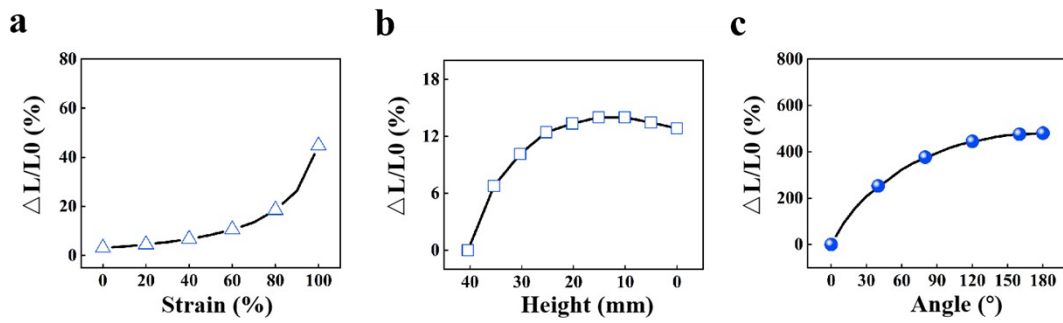 a
△L/L0 (%)
80
60
40
20
0
0 20 40 60 80 100
Strain (%)
b
△L/L0 (%)
18
12
6
0
40 30 20 10 0
Height (mm)
c
△L/L0 (%)
800
600
400
200
0
0 30 60 90 120 160 180
Angle (°)